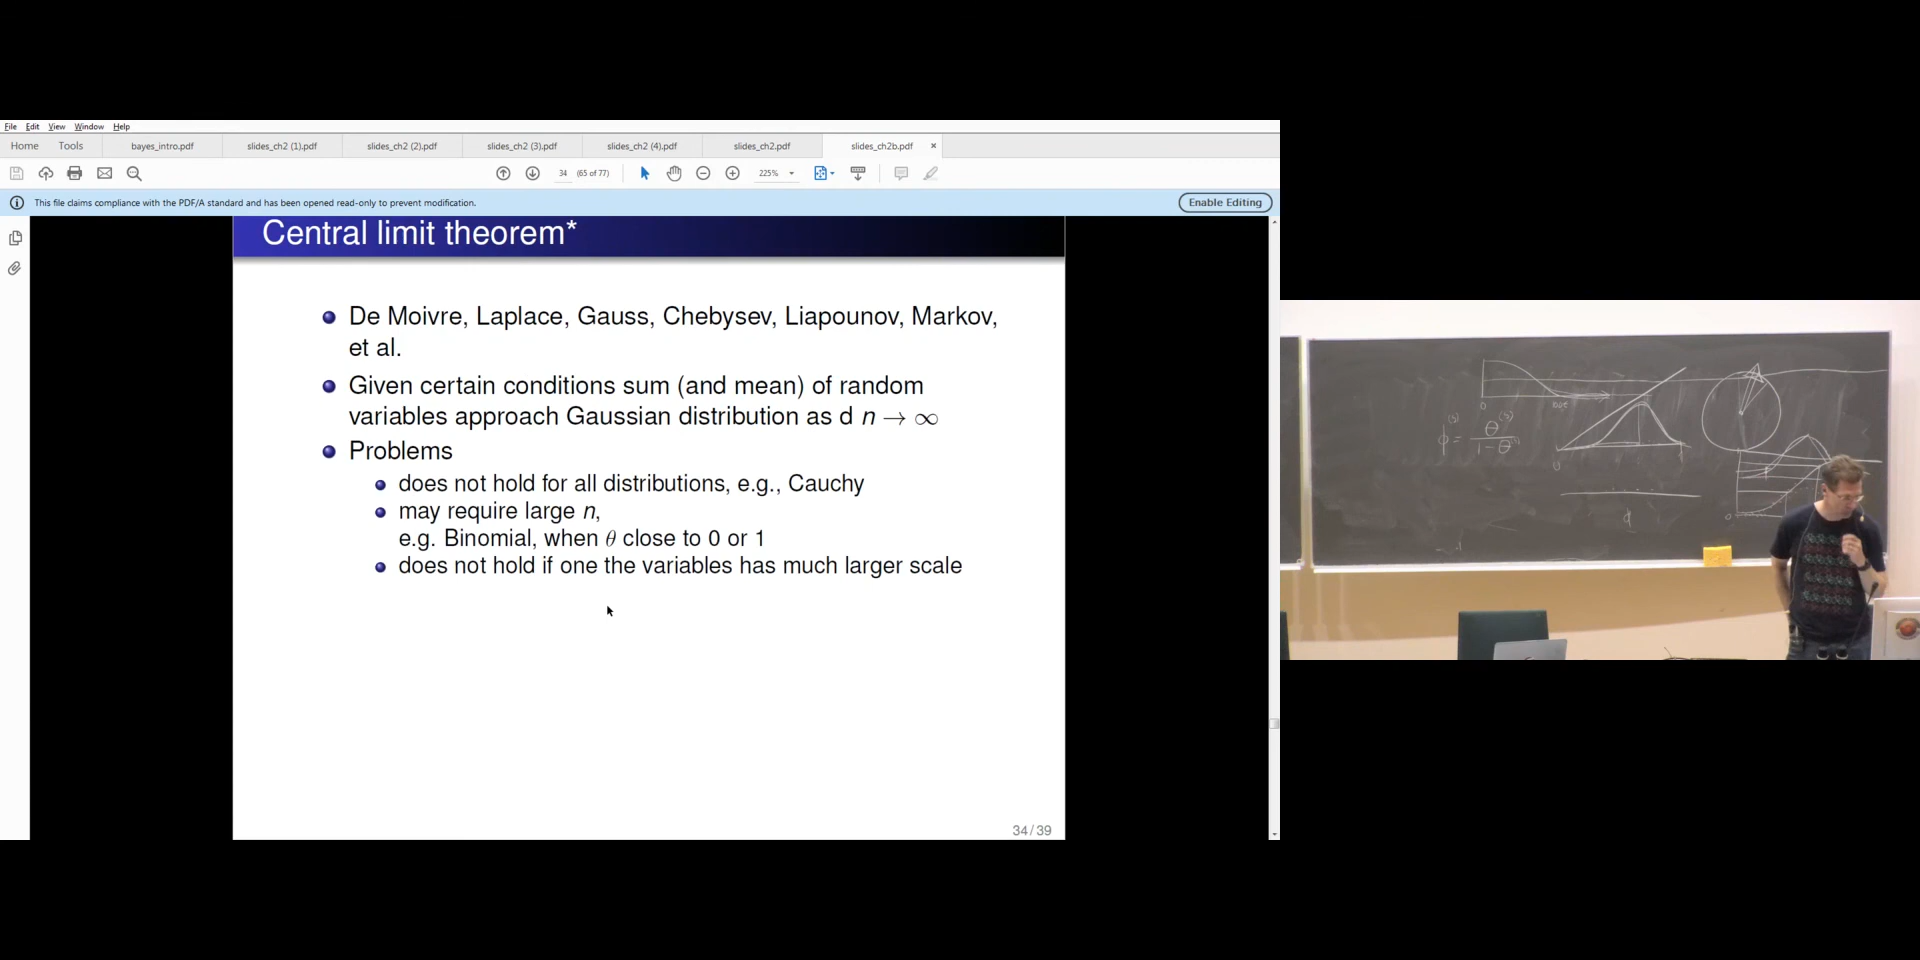 File Edit View Window Help
Home Tools bayes_intro.pdf slides_ch2 (1).pdf slides_ch2 (2).pdf slides_ch2 (3).pdf slides_ch2 (4).pdf slides_ch2.pdf slides_ch2b.pdf ×
34 (65 of 77) 225%
This file claims compliance with the PDF/A standard and has been opened read-only to prevent modification. Enable Editing
Central limit theorem*
De Moivre, Laplace, Gauss, Chebysev, Liapounov, Markov,
et al.
Given certain conditions sum (and mean) of random
variables approach Gaussian distribution as d n → ∞
Problems
does not hold for all distributions, e.g., Cauchy
may require large n,
e.g. Binomial, when θ close to 0 or 1
does not hold if one the variables has much larger scale
34/39